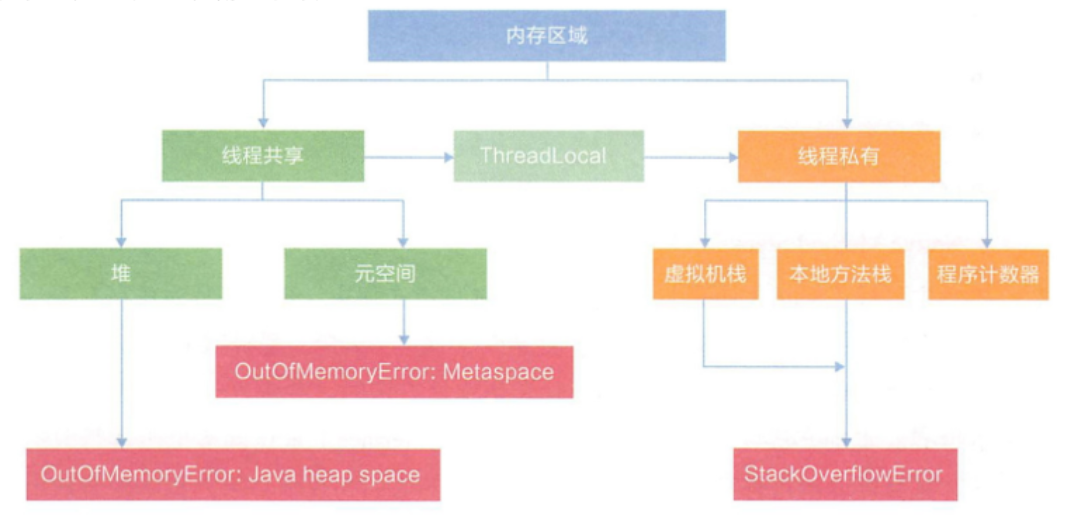 内存区域
线程共享
ThreadLocal
线程私有
堆
元空间
虚拟机栈
本地方法栈
程序计数器
OutOfMemoryError: Metaspace
OutOfMemoryError: Java heap space
StackOverflowError